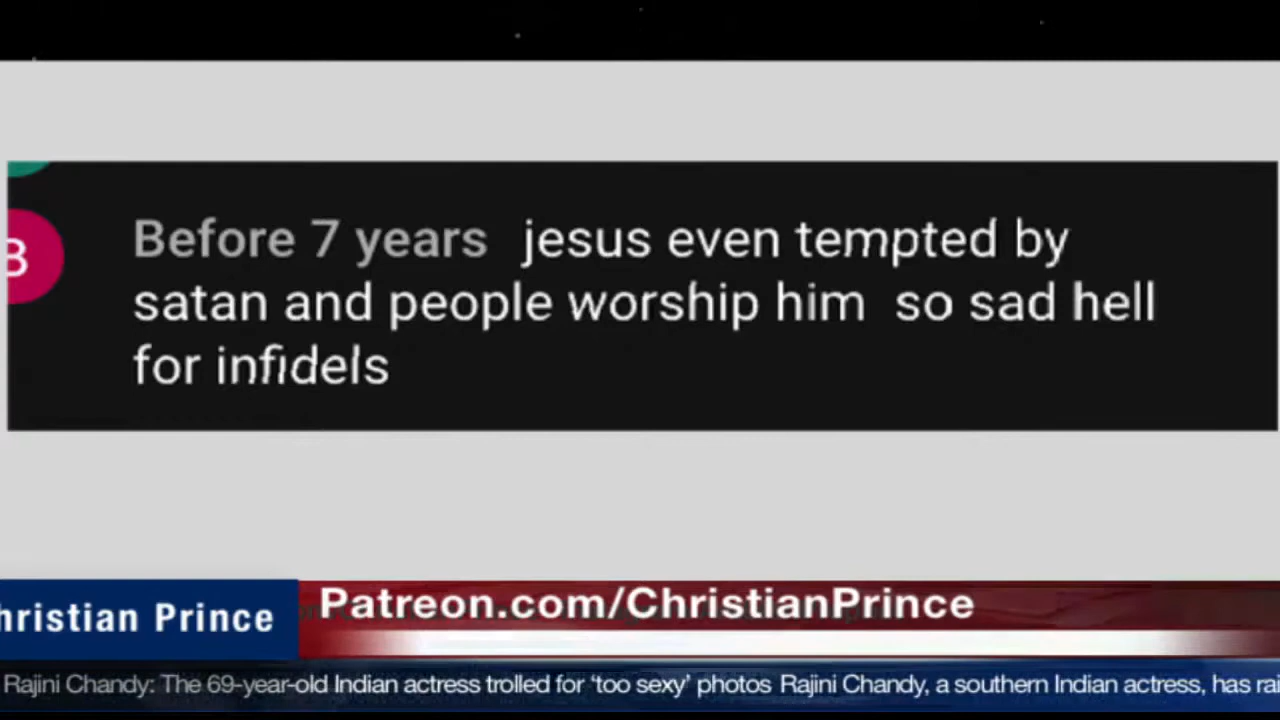 B
Before 7 years jesus even tempted by
satan and people worship him so sad hell
for infidels
hristian Prince
Patreon.com/ChristianPrince
Rajini Chandy: The 69-year-old Indian actress trolled for ‘too sexy’ photos Rajini Chandy, a southern Indian actress, has rai